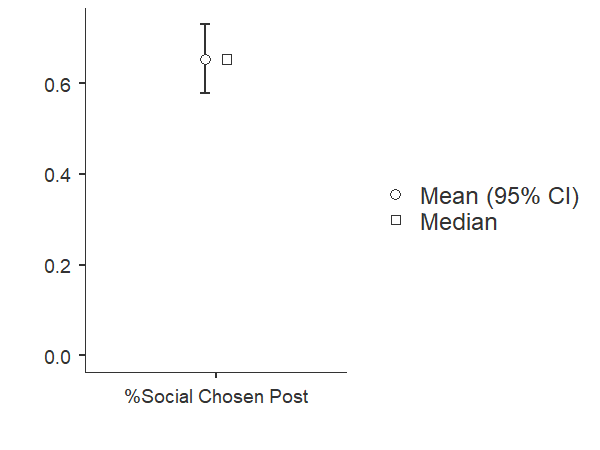 0.6
0.4
0.2
0.0
%Social Chosen Post
Mean (95% CI)
Median